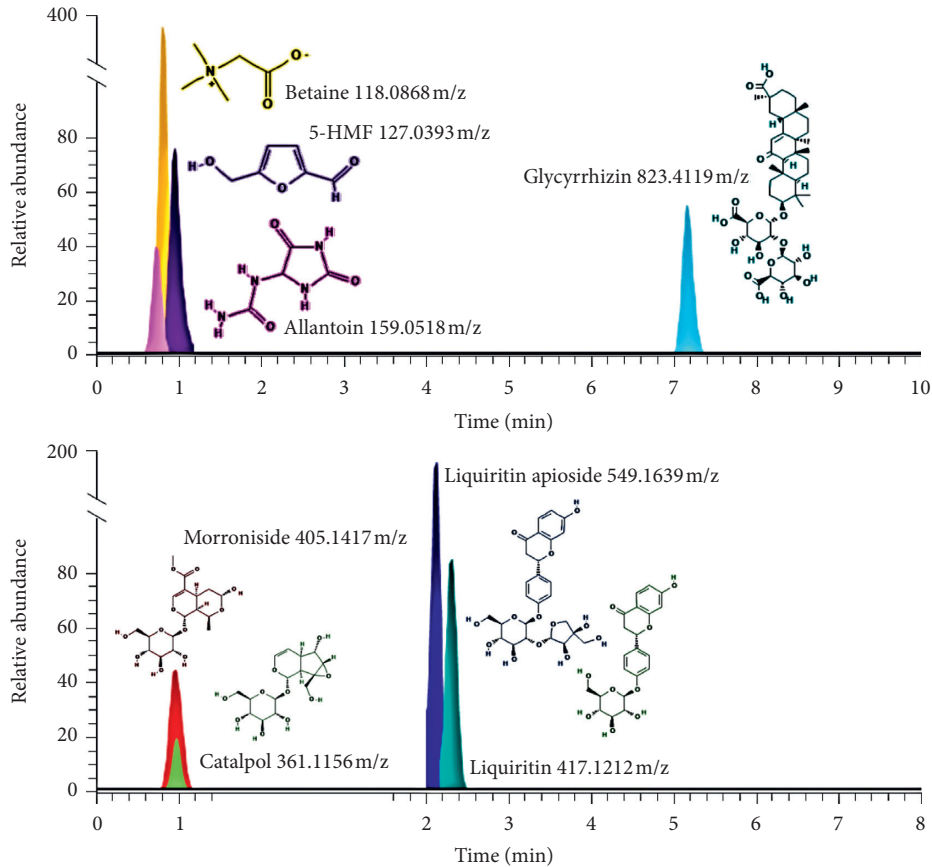 400
80
60
40
20
0
Relative abundance
Betaine 118.0868 m/z
5-HMF 127.0393 m/z
Allantoin 159.0518 m/z
Glycyrrhizin 823.4119 m/z
0 1 2 3 4 5 6 7 8 9 10
Time (min)
200
80
60
40
20
0
Relative abundance
Morroniside 405.1417 m/z
Catalpol 361.1156 m/z
Liquiritin apioside 549.1639 m/z
Liquiritin 417.1212 m/z
0 1 2 3 4 5 6 7 8
Time (min)